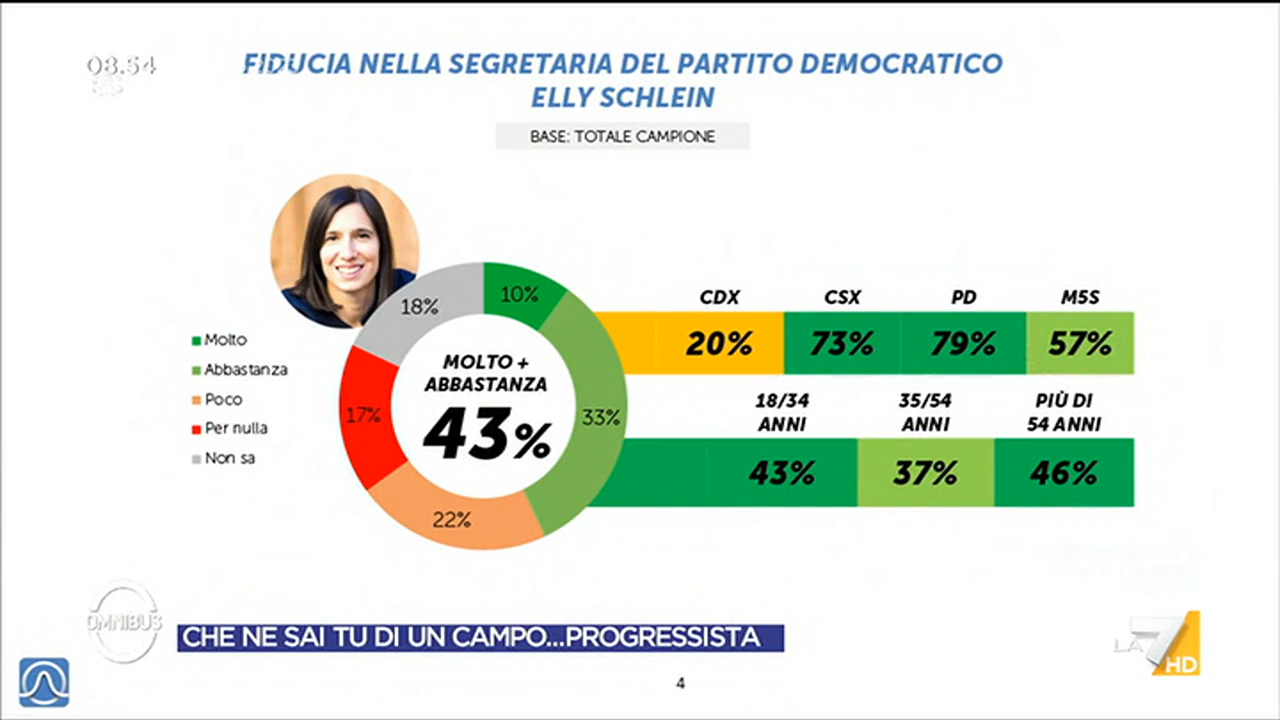 08.54
FIDUCIA NELLA SEGRETARIA DEL PARTITO DEMOCRATICO
ELLY SCHLEIN
BASE: TOTALE CAMPIONE
Molto
Abbastanza
Poco
Per nulla
Non sa
18%
10%
17%
33%
22%
MOLTO +
ABBASTANZA
43%
CDX CSX PD M5S
20% 73% 79% 57%
18/34
ANNI
35/54
ANNI
PIÙ DI
54 ANNI
43% 37% 46%
OMNIBUS
CHE NE SAI TU DI UN CAMPO...PROGRESSISTA
LA 7 HD
4